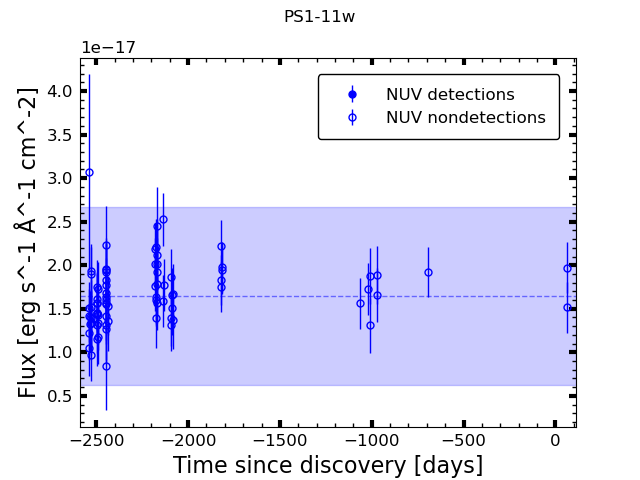 PS1-11w
1e−17
NUV detections
NUV nondetections
4.0
3.5
3.0
2.5
2.0
1.5
1.0
0.5
Flux [erg s^-1 Å^-1 cm^-2]
−2500 −2000 −1500 −1000 −500 0
Time since discovery [days]